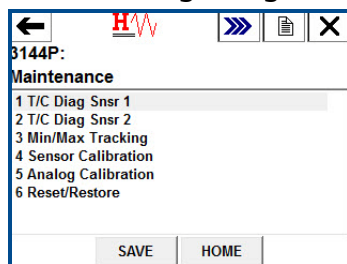 H
3144P:
Maintenance
1 T/C Diag Snsr 1
2 T/C Diag Snsr 2
3 Min/Max Tracking
4 Sensor Calibration
5 Analog Calibration
6 Reset/Restore
SAVE HOME